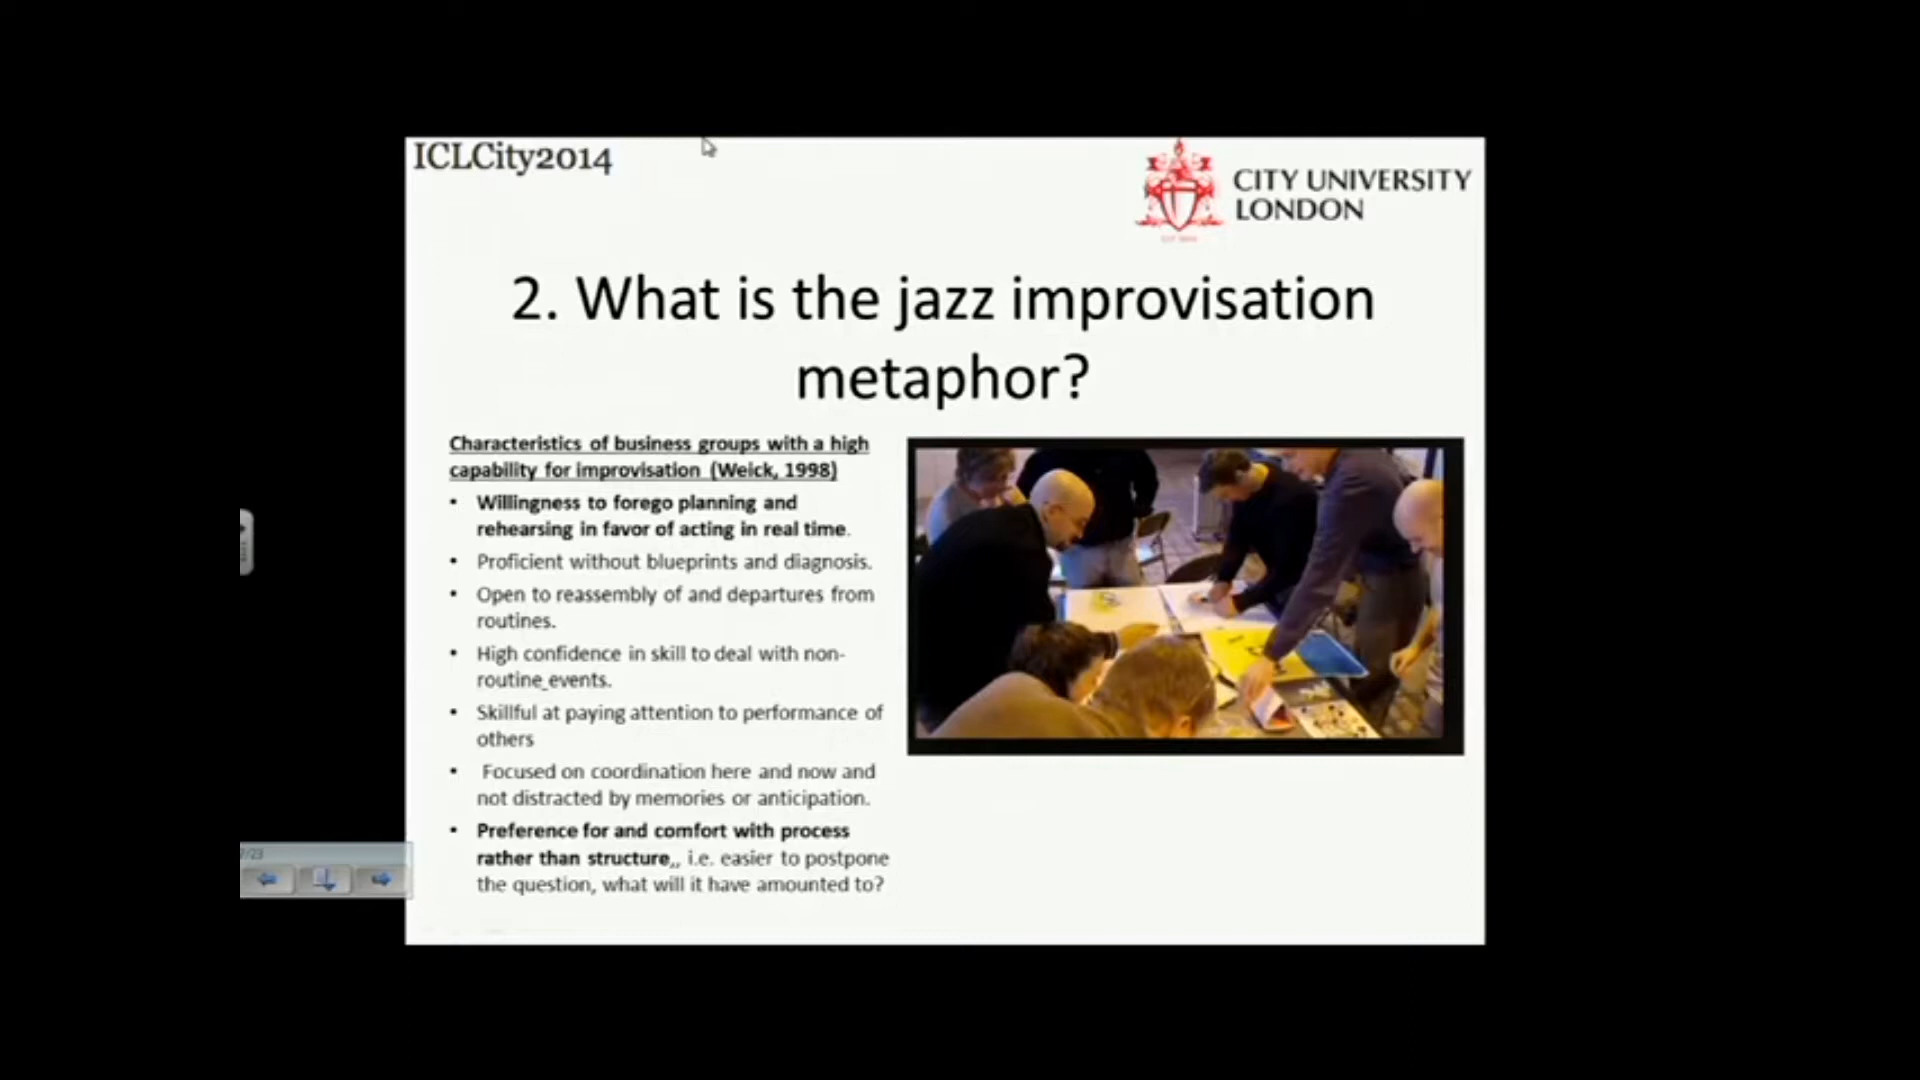 ICLCity2014
CITY UNIVERSITY
LONDON
2. What is the jazz improvisation
metaphor?
Characteristics of business groups with a high
capability for improvisation (Weick, 1998)
• Willingness to forego planning and
rehearsing in favor of acting in real time.
• Proficient without blueprints and diagnosis.
• Open to reassembly of and departures from
routines.
• High confidence in skill to deal with non-
routine_events.
• Skillful at paying attention to performance of
others
• Focused on coordination here and now and
not distracted by memories or anticipation.
• Preference for and comfort with process
rather than structure,, i.e. easier to postpone
the question, what will it have amounted to?